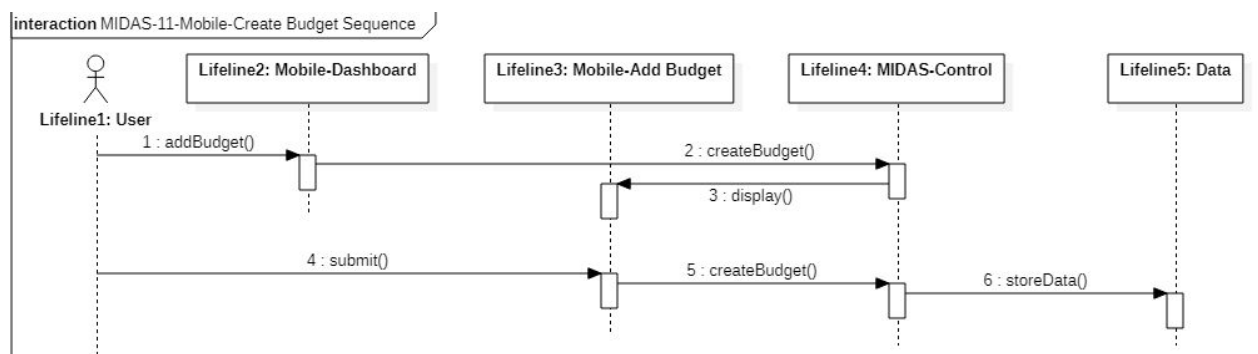 interaction MIDAS-11-Mobile-Create Budget Sequence
Lifeline1: User
Lifeline2: Mobile-Dashboard
Lifeline3: Mobile-Add Budget
Lifeline4: MIDAS-Control
Lifeline5: Data
1 : addBudget()
2 : createBudget()
3 : display()
4 : submit()
5 : createBudget()
6 : storeData()